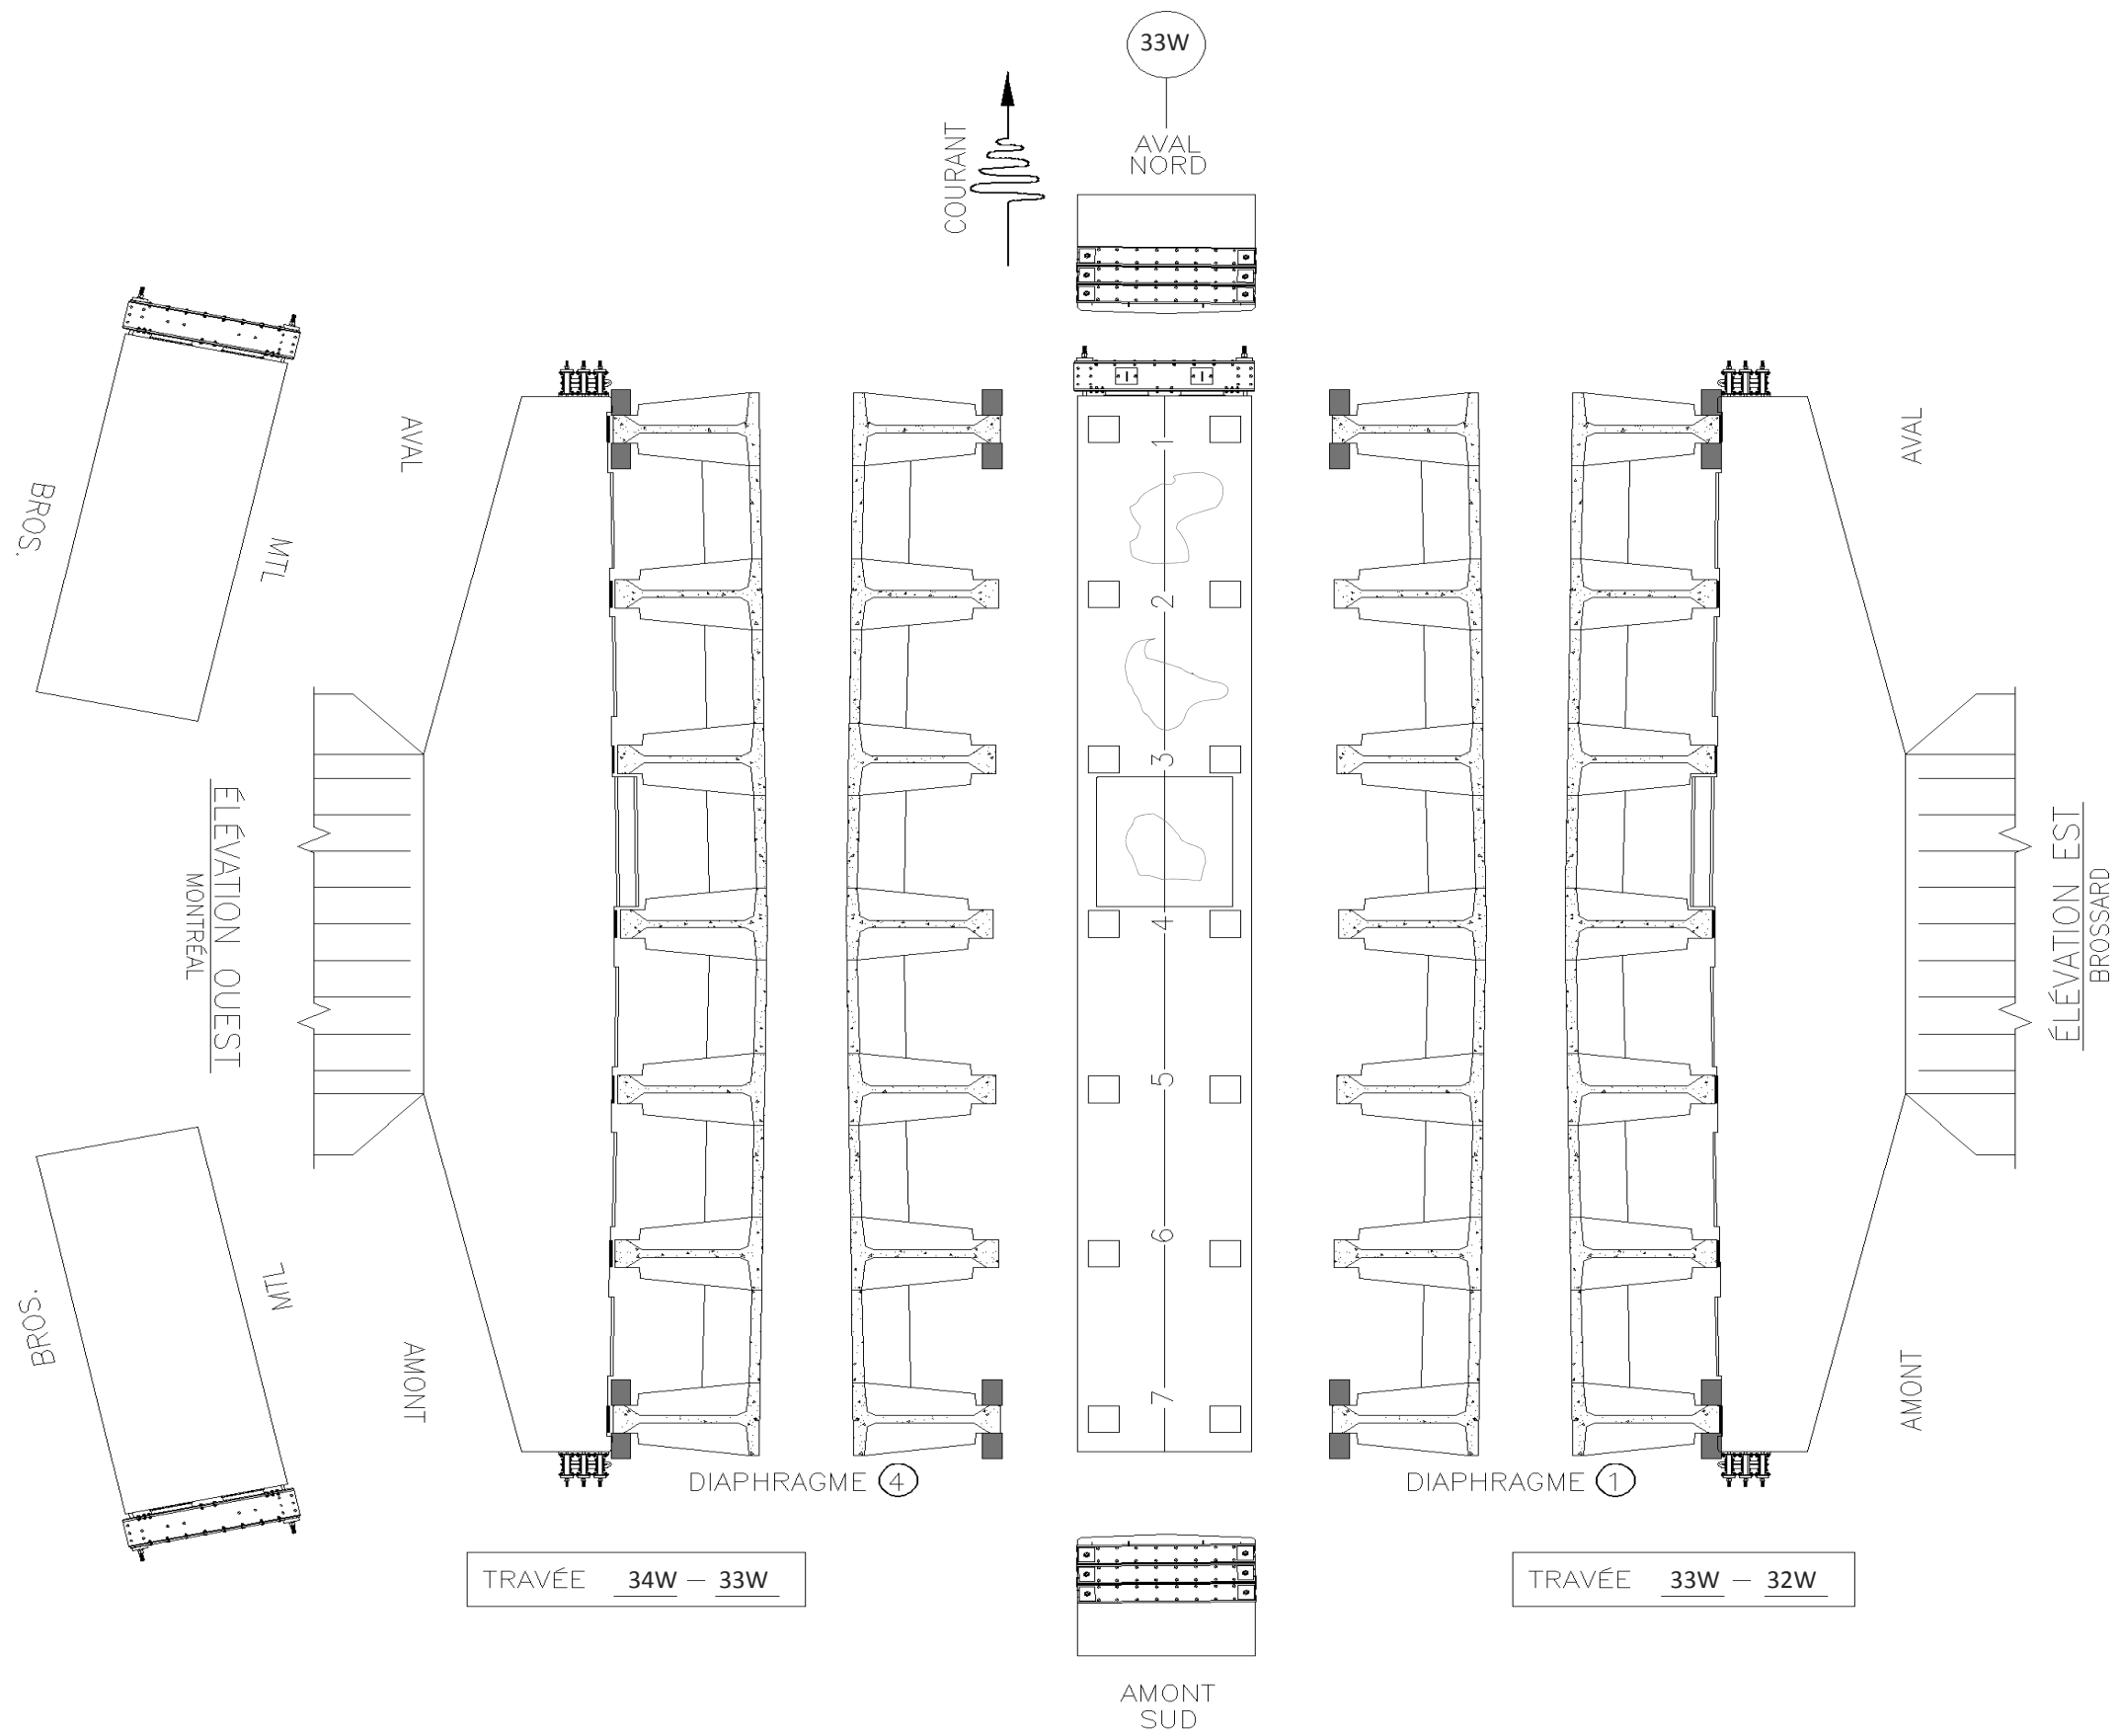 33W
AVAL
NORD
COURANT
BROS.
MTL
AVAL
AVAL
1
2
3
4
5
6
7
ÉLÉVATION OUEST
MONTRÉAL
ÉLÉVATION EST
BROSSARD
BROS.
MTL
AMONT
AMONT
DIAPHRAGME 4
DIAPHRAGME 1
TRAVÉE 34W – 33W
TRAVÉE 33W – 32W
AMONT
SUD